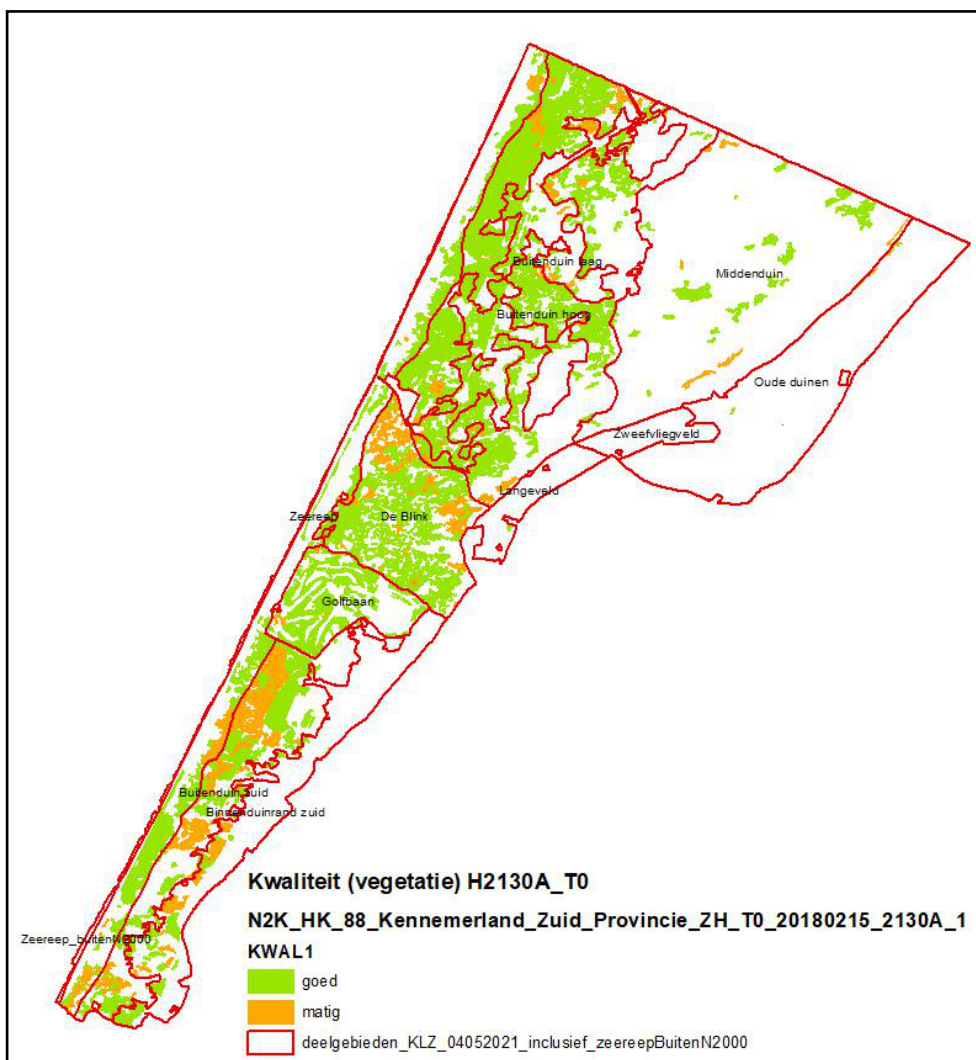 Buitenduin laag
Middenduin
Buitenduin hoog
Oude duinen
Zweefvliegveld
Langeveld
Zeereep
De Blink
Golfbaan
Buitenduin zuid
Binnenduinrand zuid
Zeereep_buitenN2000
Kwaliteit (vegetatie) H2130A_T0
N2K_HK_88_Kennemerland_Zuid_Provincie_ZH_T0_20180215_2130A_1
KWAL1
goed
matig
deelgebieden_KLZ_04052021_inclusief_zeereepBuitenN2000